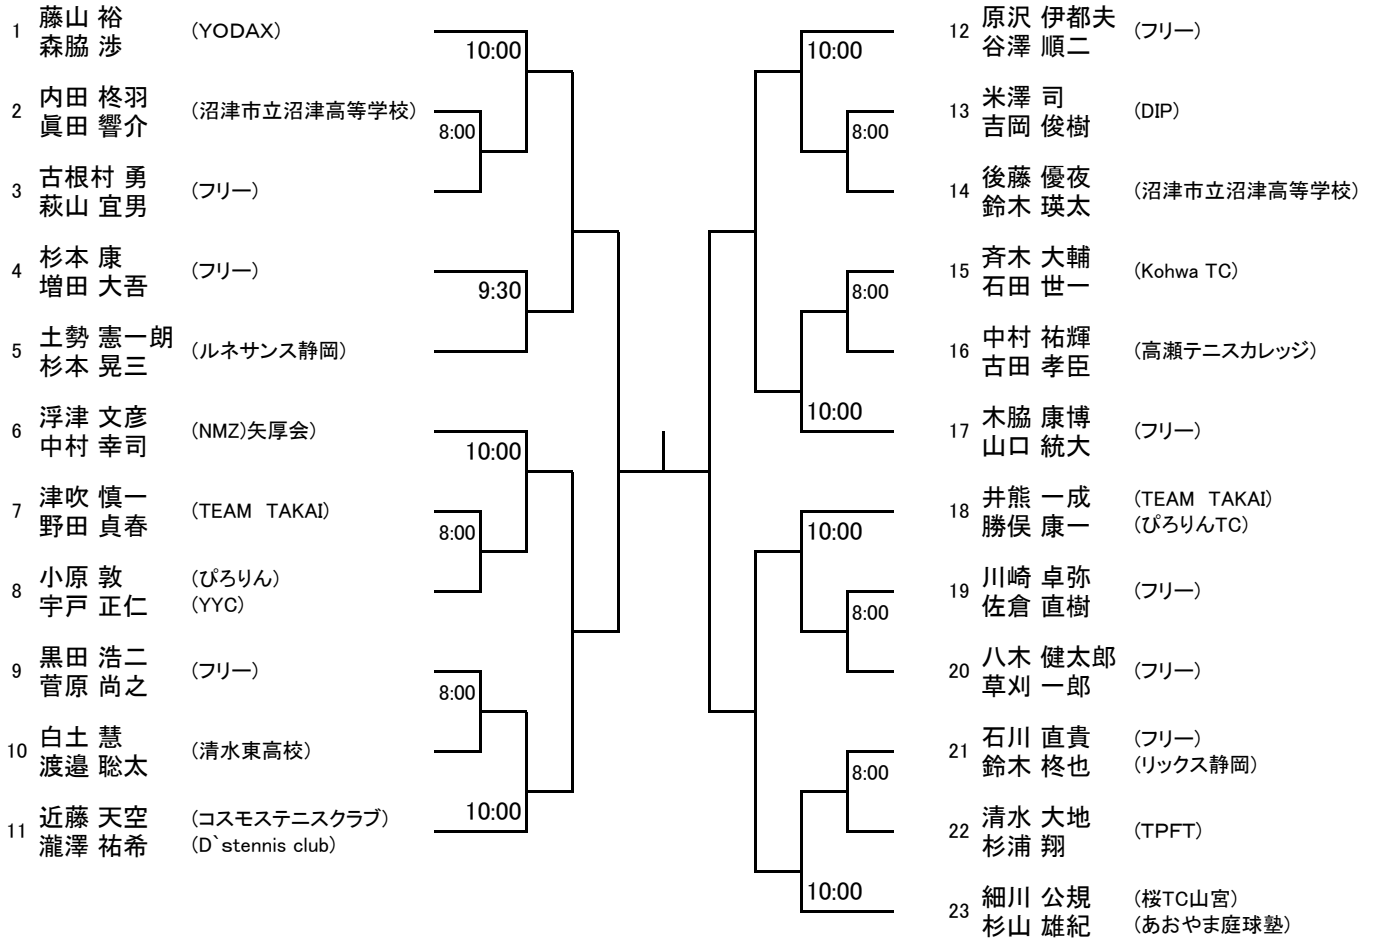 1 藤山 裕 (YODAX)
森脇 渉
10:00
2 内田 柊羽 (沼津市立沼津高等学校)
眞田 響介
8:00
3 古根村 勇 (フリー)
萩山 宜男
4 杉本 康 (フリー)
増田 大吾
9:30
5 土勢 憲一朗 (ルネサンス静岡)
杉本 晃三
6 浮津 文彦 (NMZ)矢厚会)
中村 幸司
10:00
7 津吹 慎一 (TEAM TAKAI)
野田 貞春
8:00
8 小原 敦 (ぴろりん)
宇戸 正仁 (YYC)
9 黒田 浩二 (フリー)
菅原 尚之
8:00
10 白土 慧 (清水東高校)
渡邉 聡太
10:00
11 近藤 天空 (コスモステニスクラブ)
瀧澤 祐希 (D`stennis club)
12 原沢 伊都夫 (フリー)
谷澤 順二
10:00
13 米澤 司 (DIP)
吉岡 俊樹
8:00
14 後藤 優夜 (沼津市立沼津高等学校)
鈴木 瑛太
15 斉木 大輔 (Kohwa TC)
石田 世一
8:00
16 中村 祐輝 (高瀬テニスカレッジ)
古田 孝臣
10:00
17 木脇 康博 (フリー)
山口 統大
18 井熊 一成 (TEAM TAKAI)
勝俣 康一 (ぴろりんTC)
10:00
19 川崎 卓弥 (フリー)
佐倉 直樹
8:00
20 八木 健太郎 (フリー)
草刈 一郎
21 石川 直貴 (フリー)
鈴木 柊也 (リックス静岡)
8:00
22 清水 大地 (TPFT)
杉浦 翔
10:00
23 細川 公規 (桜TC山宮)
杉山 雄紀 (あおやま庭球塾)